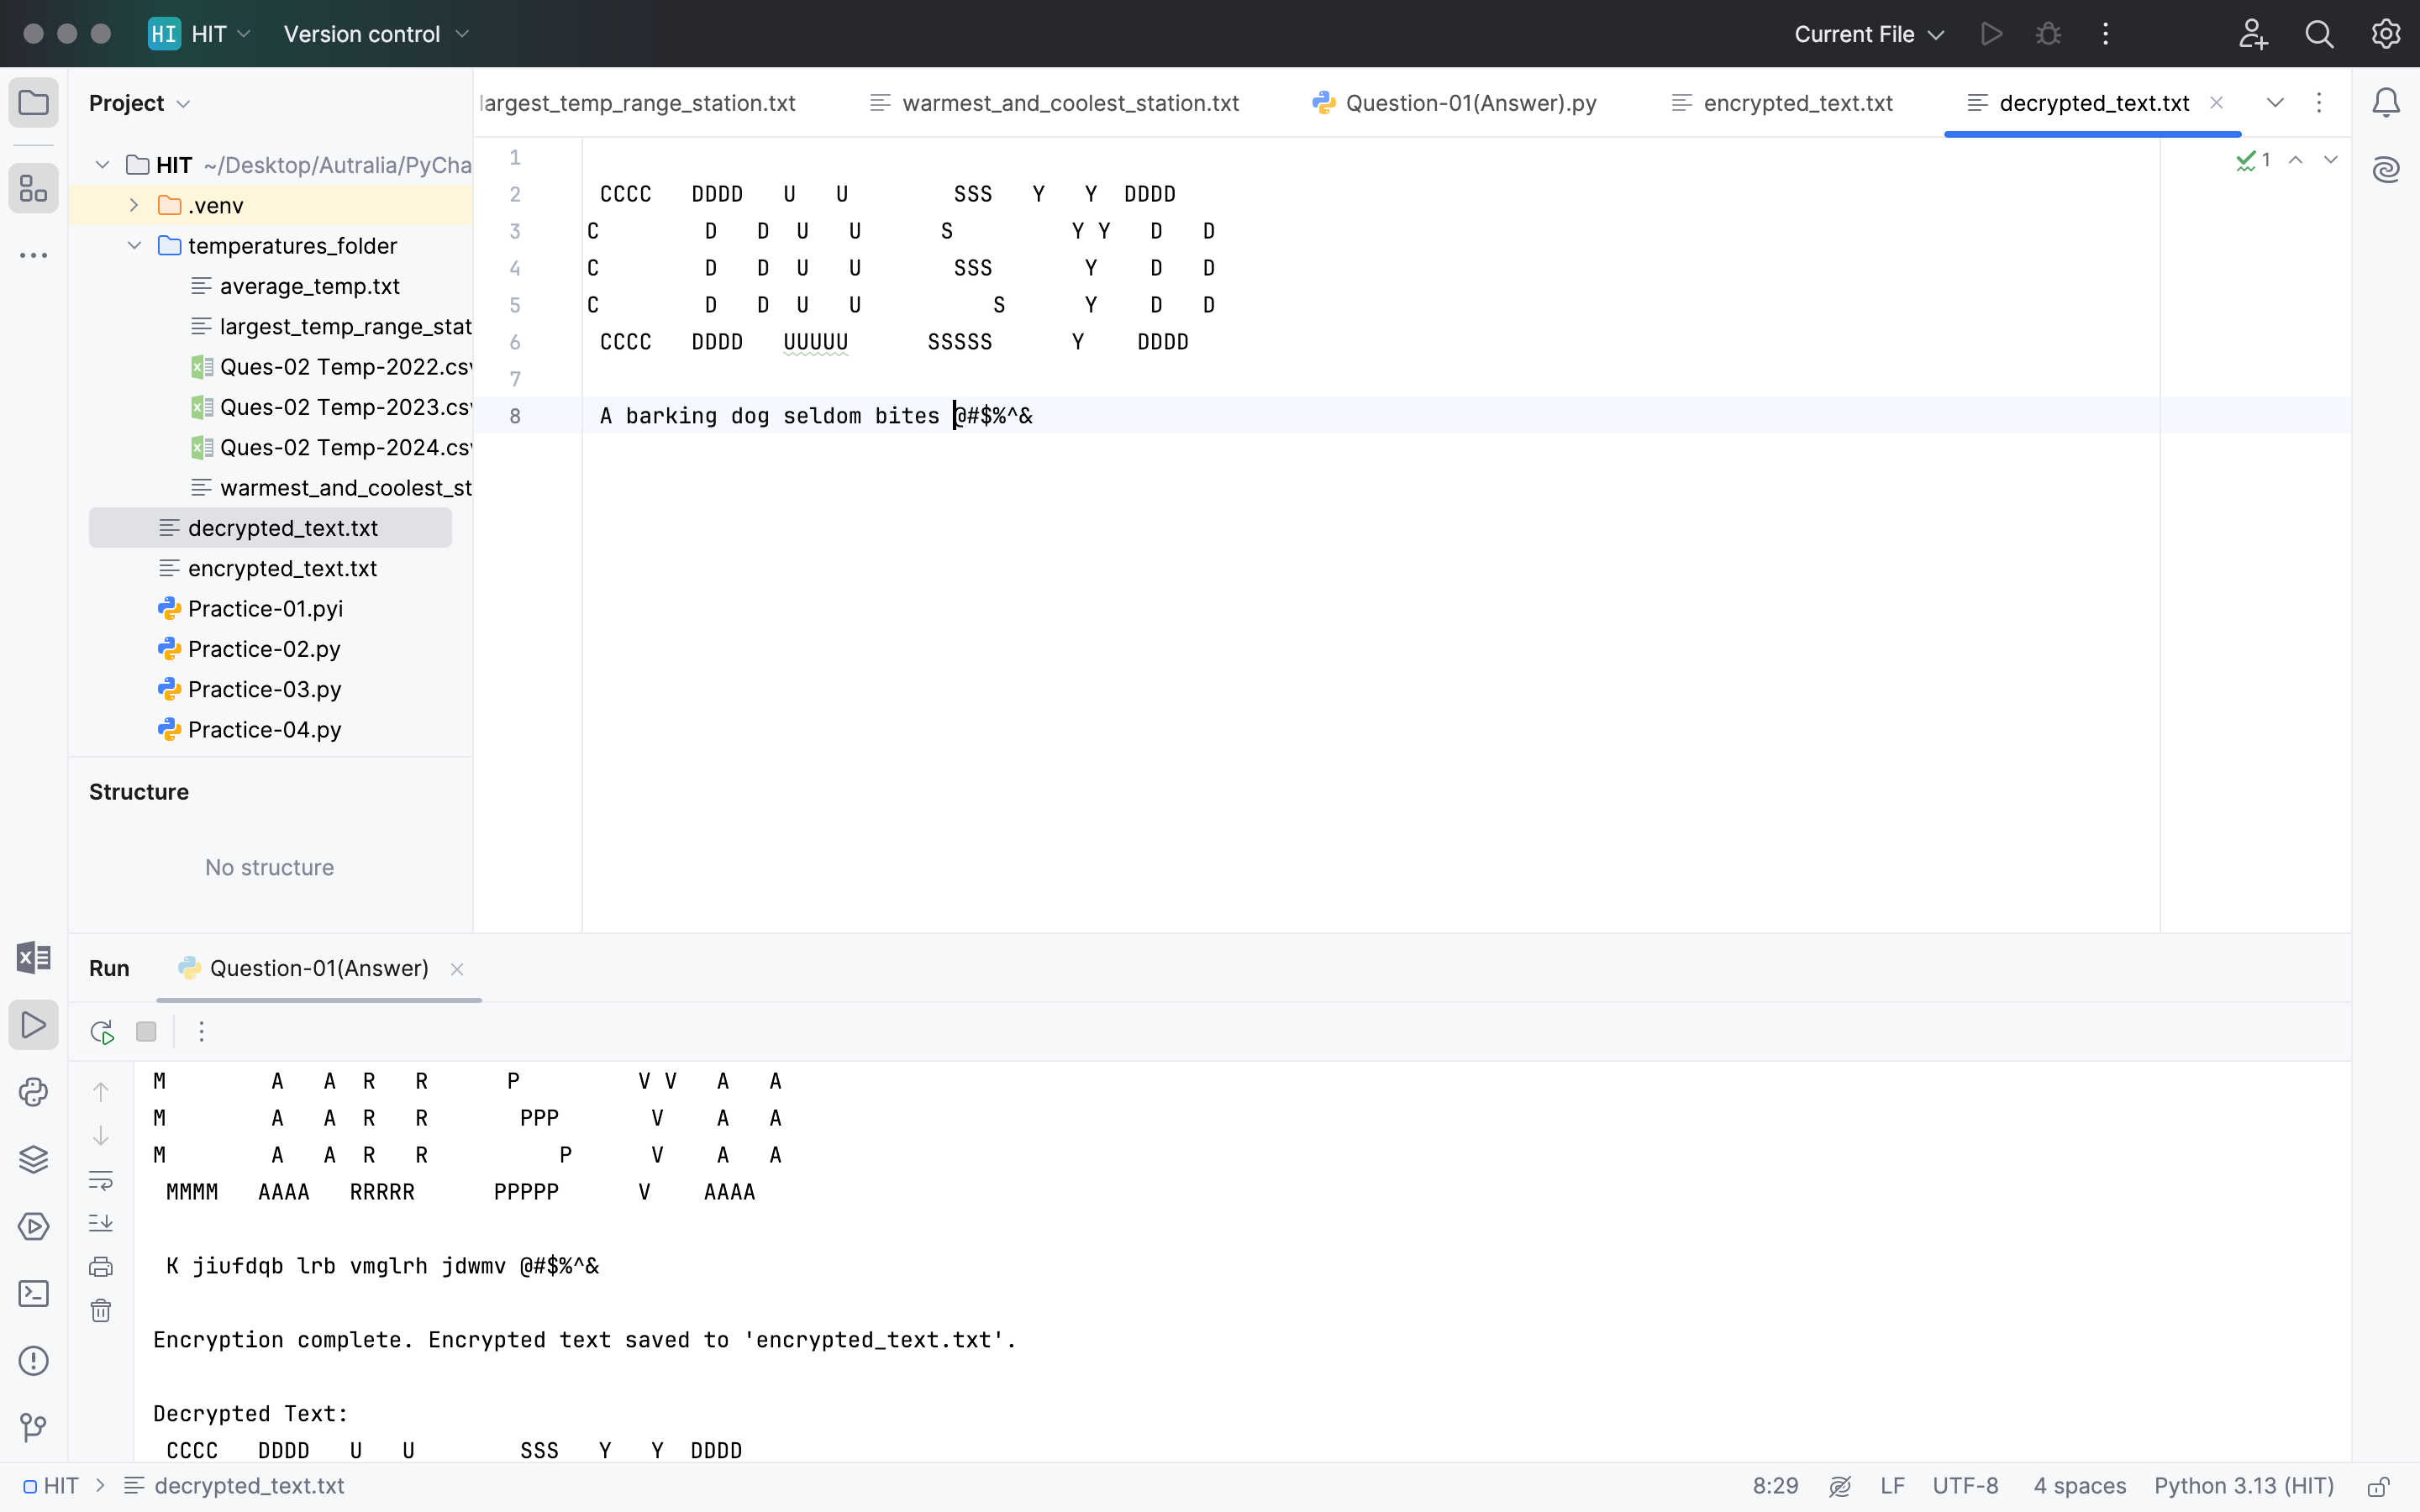 HI HIT Version control Current File
Project
largest_temp_range_station.txt warmest_and_coolest_station.txt Question-01(Answer).py encrypted_text.txt decrypted_text.txt
HIT ~/Desktop/Autralia/PyCha
.venv
temperatures_folder
average_temp.txt
largest_temp_range_stat
Ques-02 Temp-2022.csv
Ques-02 Temp-2023.csv
Ques-02 Temp-2024.csv
warmest_and_coolest_st
decrypted_text.txt
encrypted_text.txt
Practice-01.pyi
Practice-02.py
Practice-03.py
Practice-04.py
Structure
No structure
1
2  CCCC   DDDD   U   U        SSS   Y   Y  DDDD
3 C        D   D  U   U      S         Y Y   D   D
4 C        D   D  U   U       SSS       Y    D   D
5 C        D   D  U   U          S      Y    D   D
6  CCCC   DDDD   UUUUU      SSSSS      Y    DDDD
7
8  A barking dog seldom bites @#$%^&
1
Run Question-01(Answer)
M        A   A  R   R      P         V V   A   A
M        A   A  R   R       PPP       V    A   A
M        A   A  R   R          P      V    A   A
 MMMM   AAAA   RRRRR      PPPPP      V    AAAA
 K jiufdqb lrb vmglrh jdwmv @#$%^&
Encryption complete. Encrypted text saved to 'encrypted_text.txt'.
Decrypted Text:
 CCCC   DDDD   U   U        SSS   Y   Y  DDDD
HIT decrypted_text.txt 8:29 LF UTF-8 4 spaces Python 3.13 (HIT)